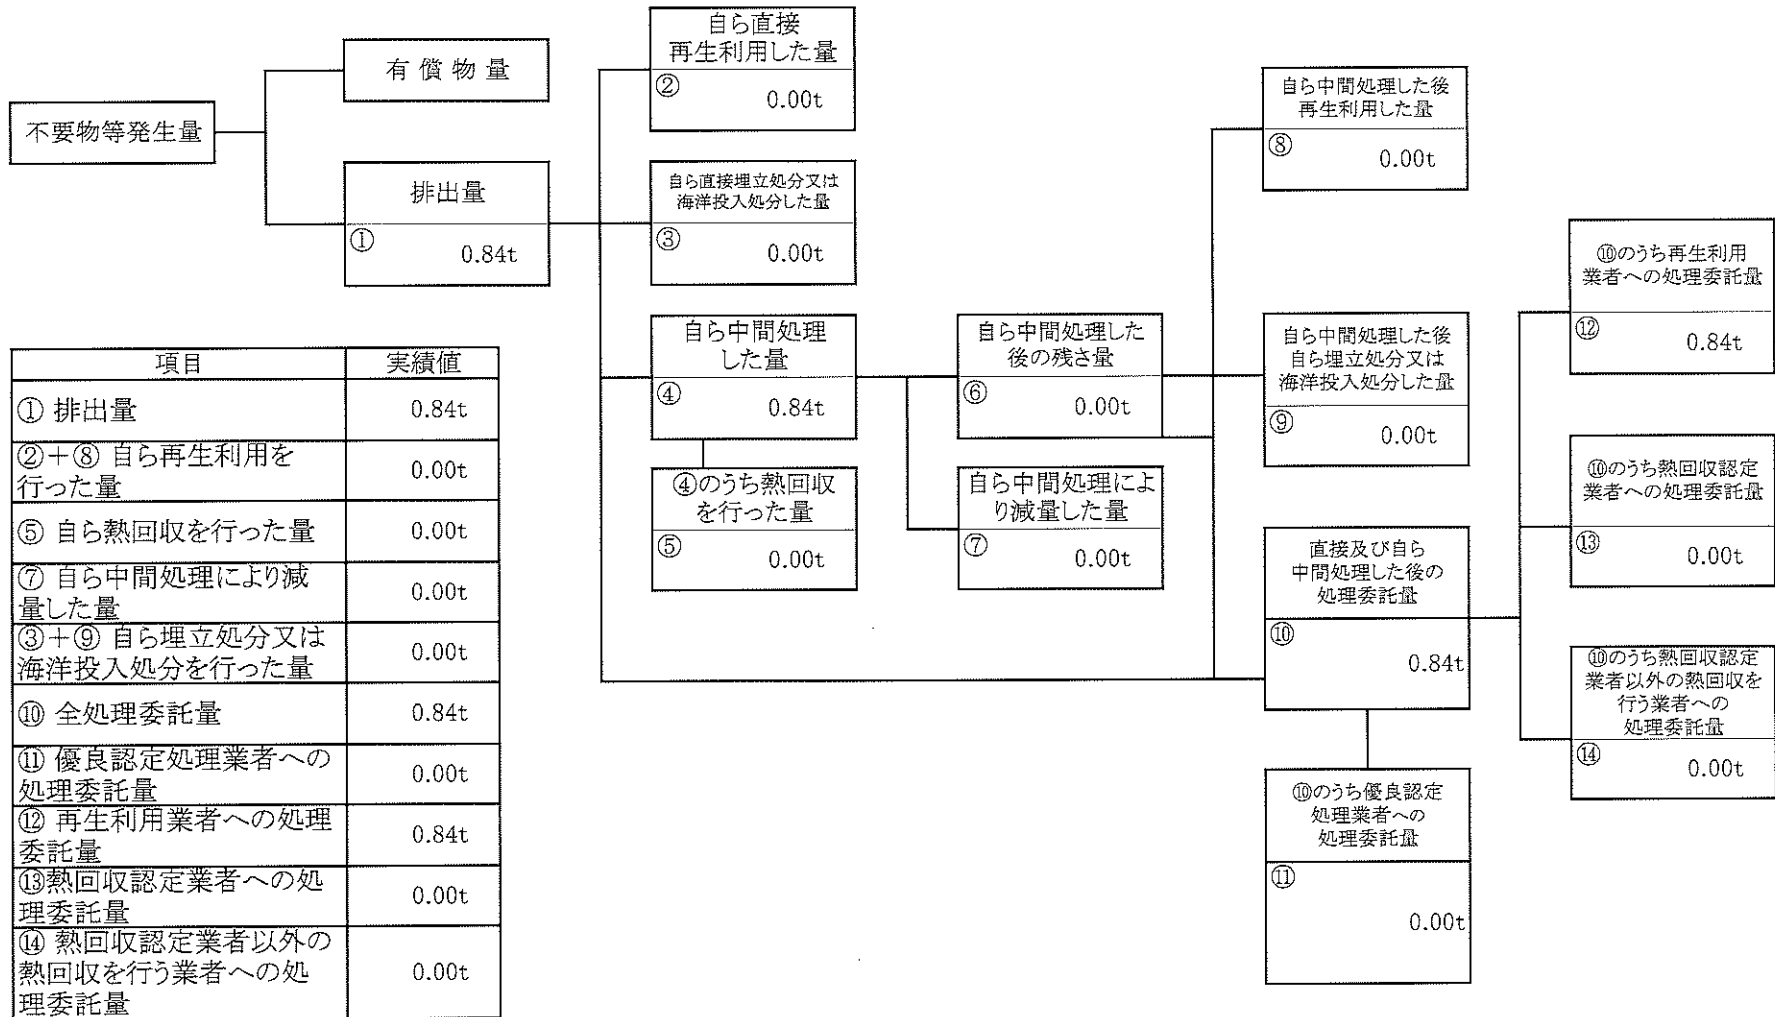 不要物等発生量
有 償 物 量
排出量
①
0.84t
自ら直接
再生利用した量
②
0.00t
自ら直接埋立処分又は
海洋投入処分した量
③
0.00t
自ら中間処理
した量
④
0.84t
④のうち熱回収
を行った量
⑤
0.00t
自ら中間処理した
後の残さ量
⑥
0.00t
自ら中間処理によ
り減量した量
⑦
0.00t
自ら中間処理した後
再生利用した量
⑧
0.00t
自ら中間処理した後
自ら埋立処分又は
海洋投入処分した量
⑨
0.00t
直接及び自ら
中間処理した後の
処理委託量
⑩
0.84t
⑩のうち優良認定
処理業者への
処理委託量
⑪
0.00t
⑩のうち再生利用
業者への処理委託量
⑫
0.84t
⑩のうち熱回収認定
業者への処理委託量
⑬
0.00t
⑩のうち熱回収認定
業者以外の熱回収を
行う業者への
処理委託量
⑭
0.00t
項目 実績値
① 排出量 0.84t
②＋⑧ 自ら再生利用を
行った量 0.00t
⑤ 自ら熱回収を行った量 0.00t
⑦ 自ら中間処理により減
量した量 0.00t
③＋⑨ 自ら埋立処分又は
海洋投入処分を行った量 0.00t
⑩ 全処理委託量 0.84t
⑪ 優良認定処理業者への
処理委託量 0.00t
⑫ 再生利用業者への処理
委託量 0.84t
⑬熱回収認定業者への処
理委託量 0.00t
⑭ 熱回収認定業者以外の
熱回収を行う業者への処
理委託量 0.00t